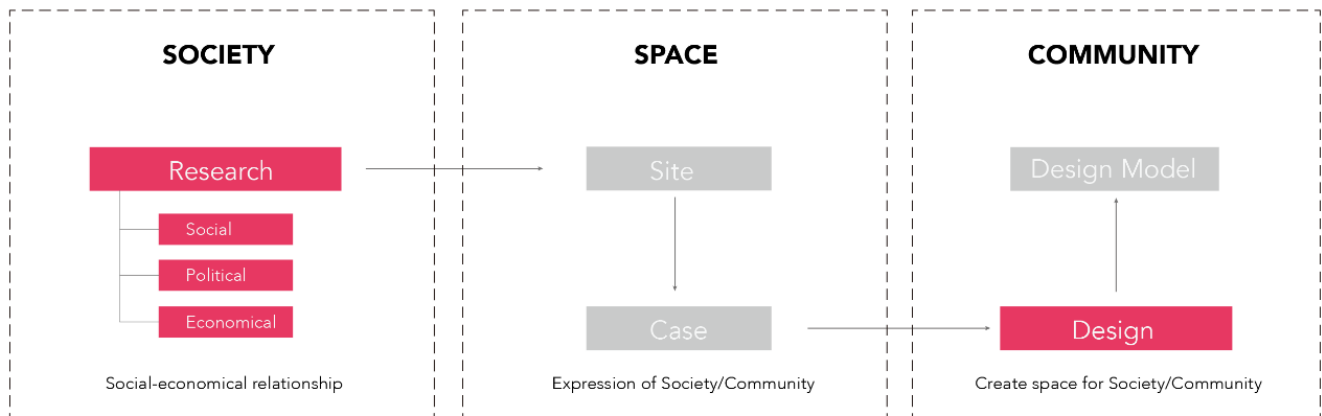 SOCIETY
Research
Social
Political
Economical
Social-economical relationship
SPACE
Site
Case
Expression of Society/Community
COMMUNITY
Design Model
Design
Create space for Society/Community